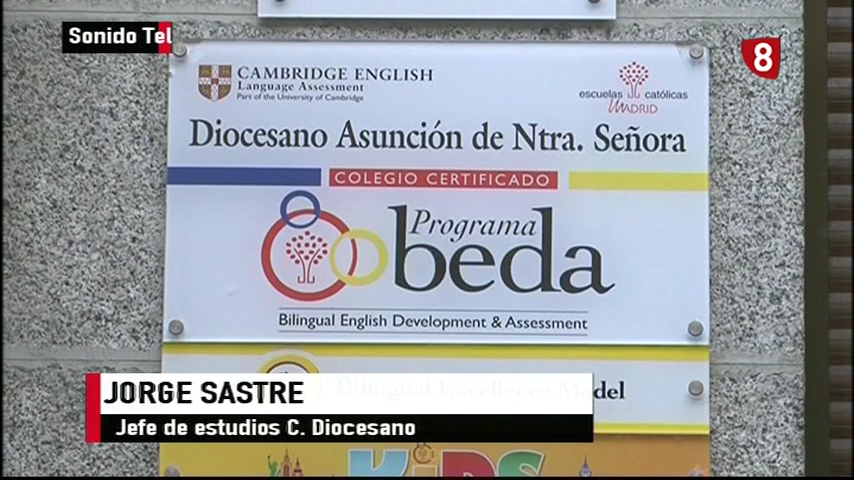 Sonido Tel
8
CAMBRIDGE ENGLISH
Language Assessment
Part of the University of Cambridge
escuelas católicas
MADRID
Diocesano Asunción de Ntra. Señora
COLEGIO CERTIFICADO
Programa
beda
Bilingual English Development & Assessment
Bilingual Excellence Model
JORGE SASTRE
Jefe de estudios C. Diocesano
KIDS